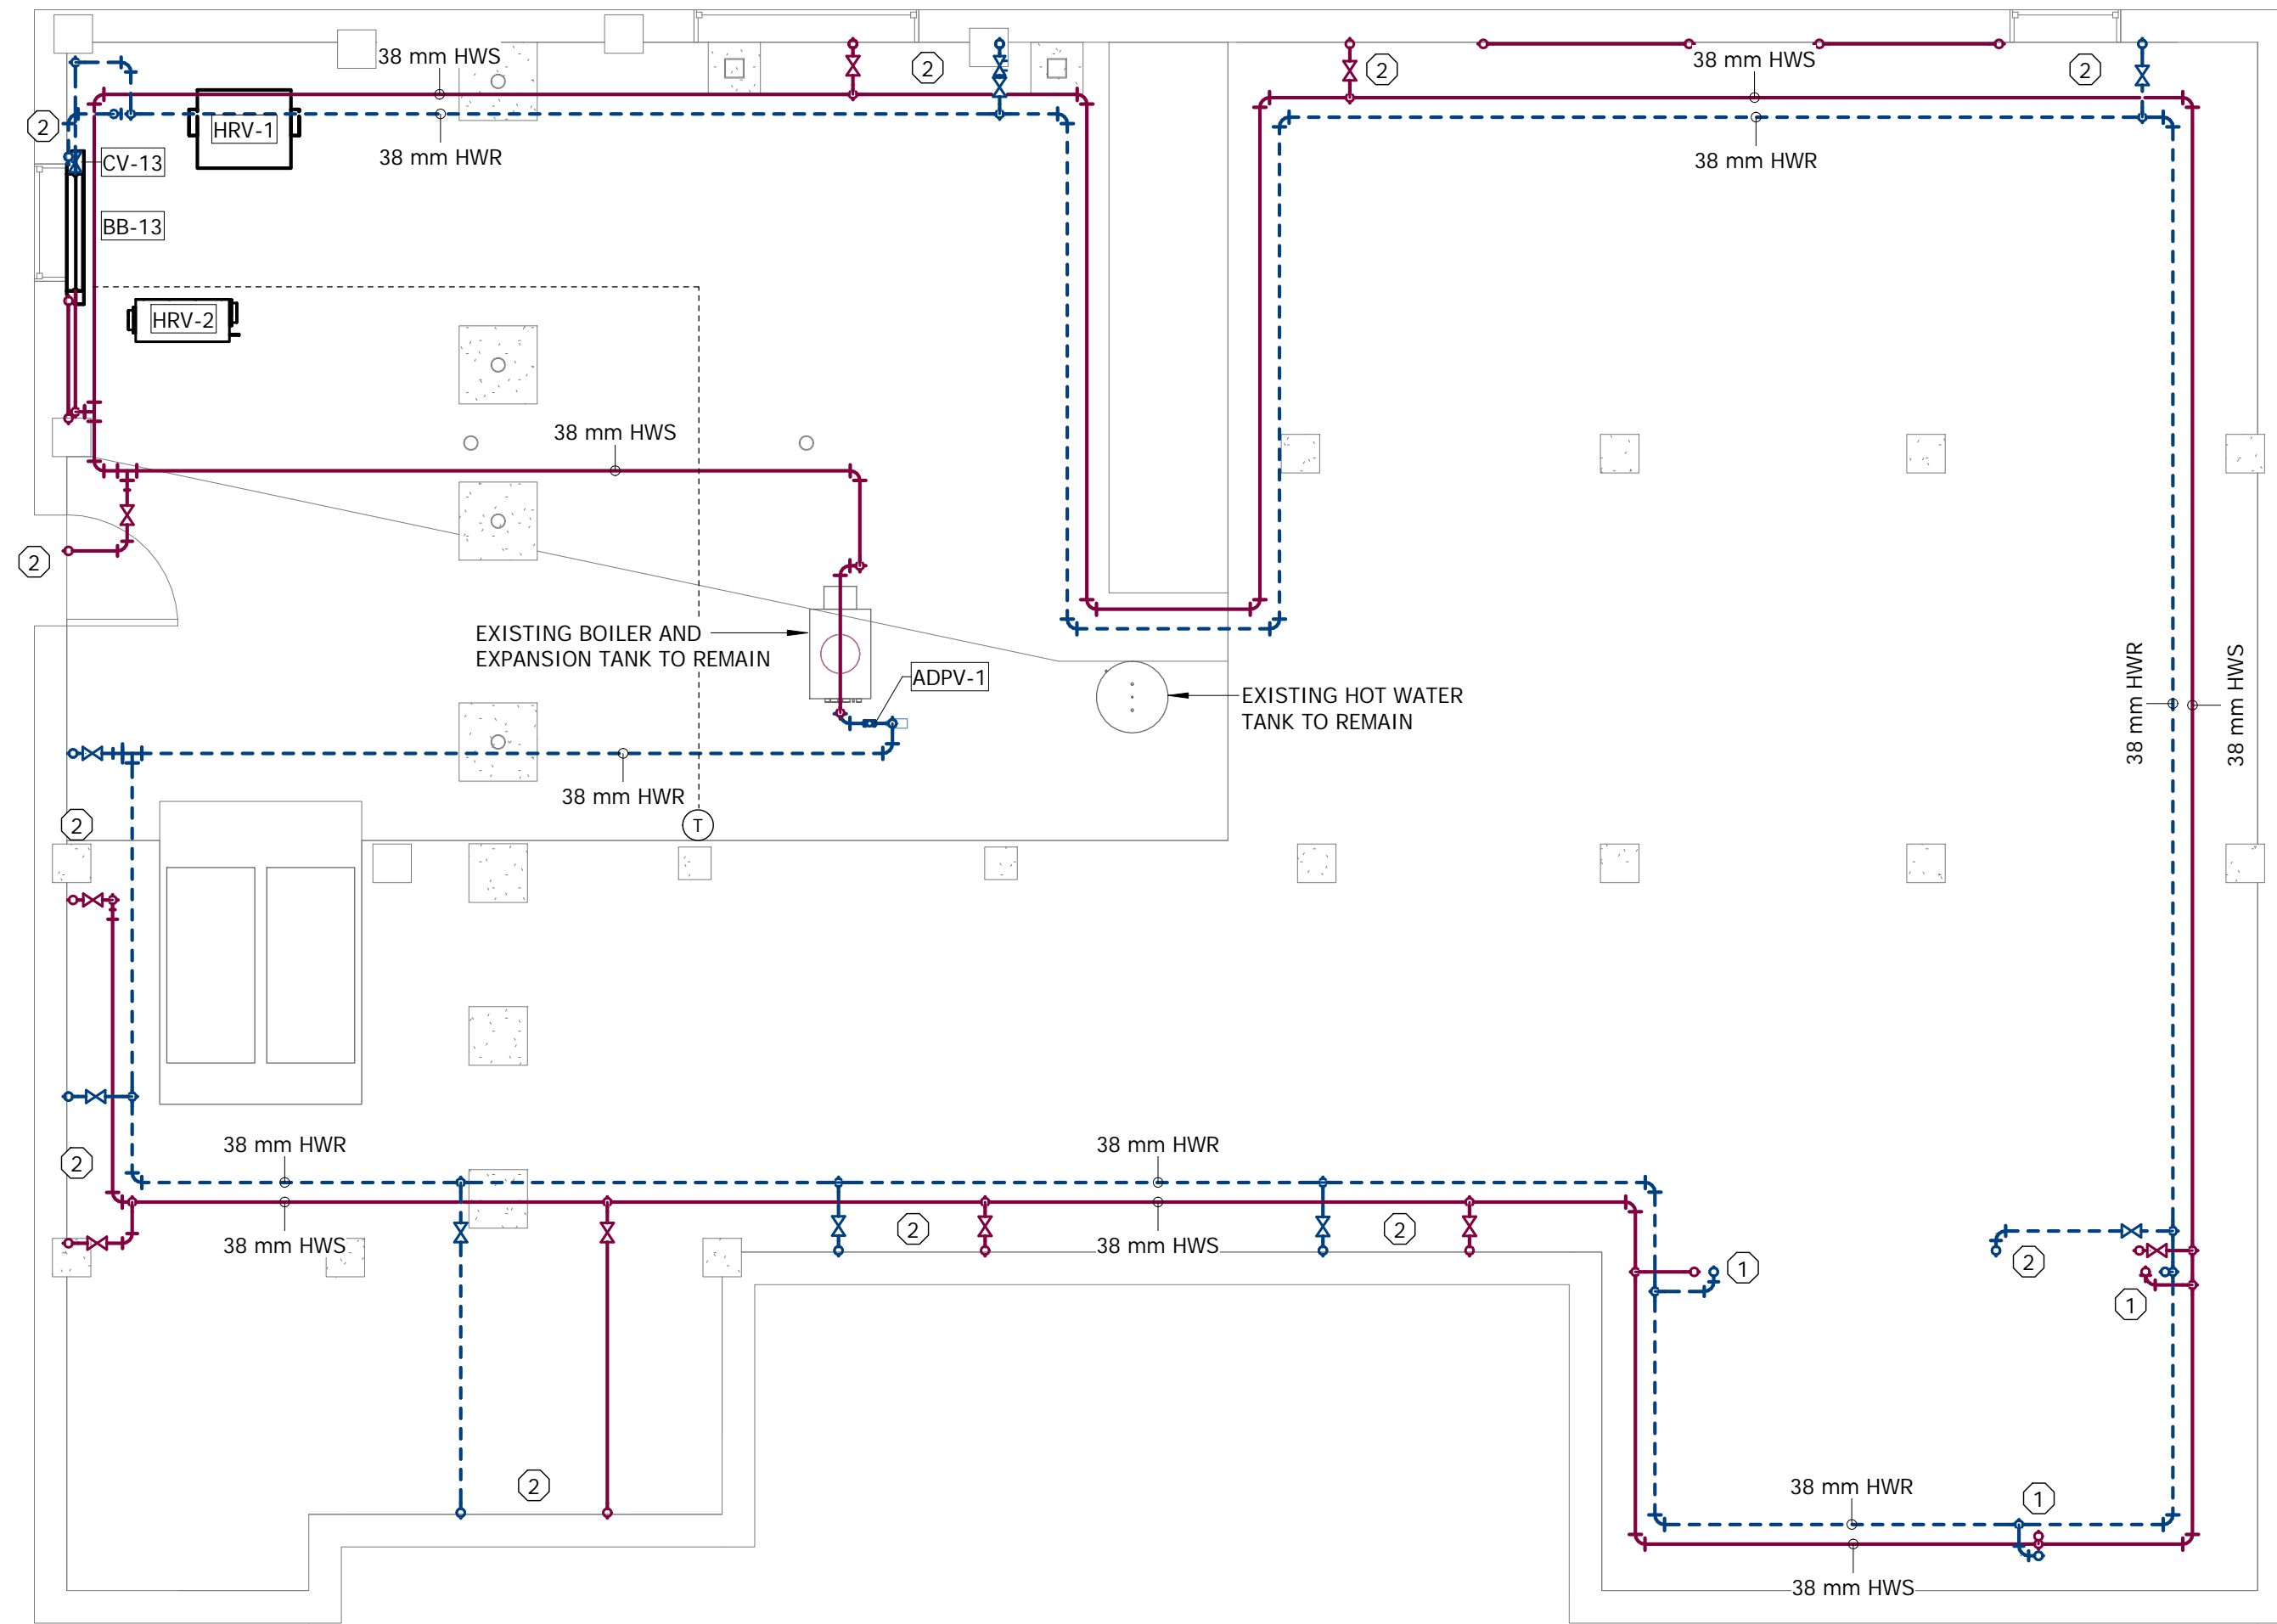 38 mm HWS
2
38 mm HWS
2
2
2
HRV-1
38 mm HWR
38 mm HWR
CV-13
BB-13
HRV-2
38 mm HWS
2
EXISTING BOILER AND
EXPANSION TANK TO REMAIN
ADPV-1
EXISTING HOT WATER
TANK TO REMAIN
38 mm HWR
38 mm HWS
38 mm HWR
2
T
38 mm HWR
38 mm HWR
2
2
2
38 mm HWS
38 mm HWS
1
2
1
2
38 mm HWR
1
38 mm HWS